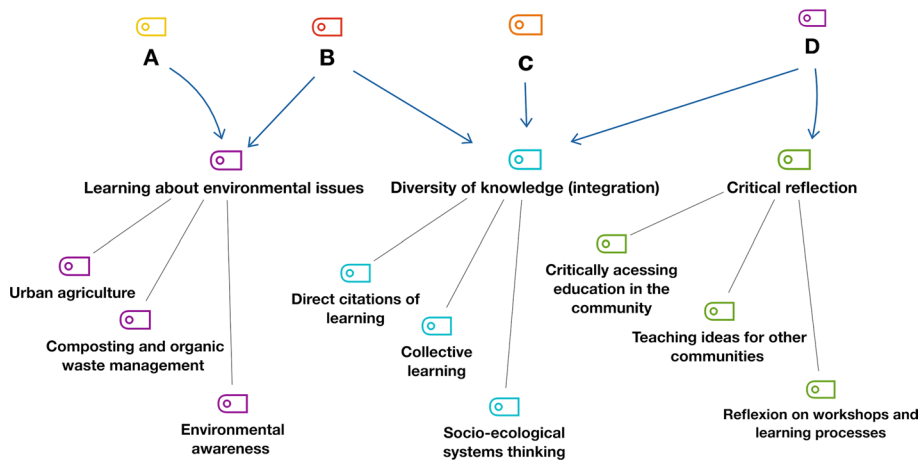 A
B
C
D
Learning about environmental issues
Diversity of knowledge (integration)
Critical reflection
Urban agriculture
Composting and organic
waste management
Environmental
awareness
Direct citations of
learning
Collective
learning
Socio-ecological
systems thinking
Critically acessing
education in the
community
Teaching ideas for other
communities
Reflexion on workshops and
learning processes